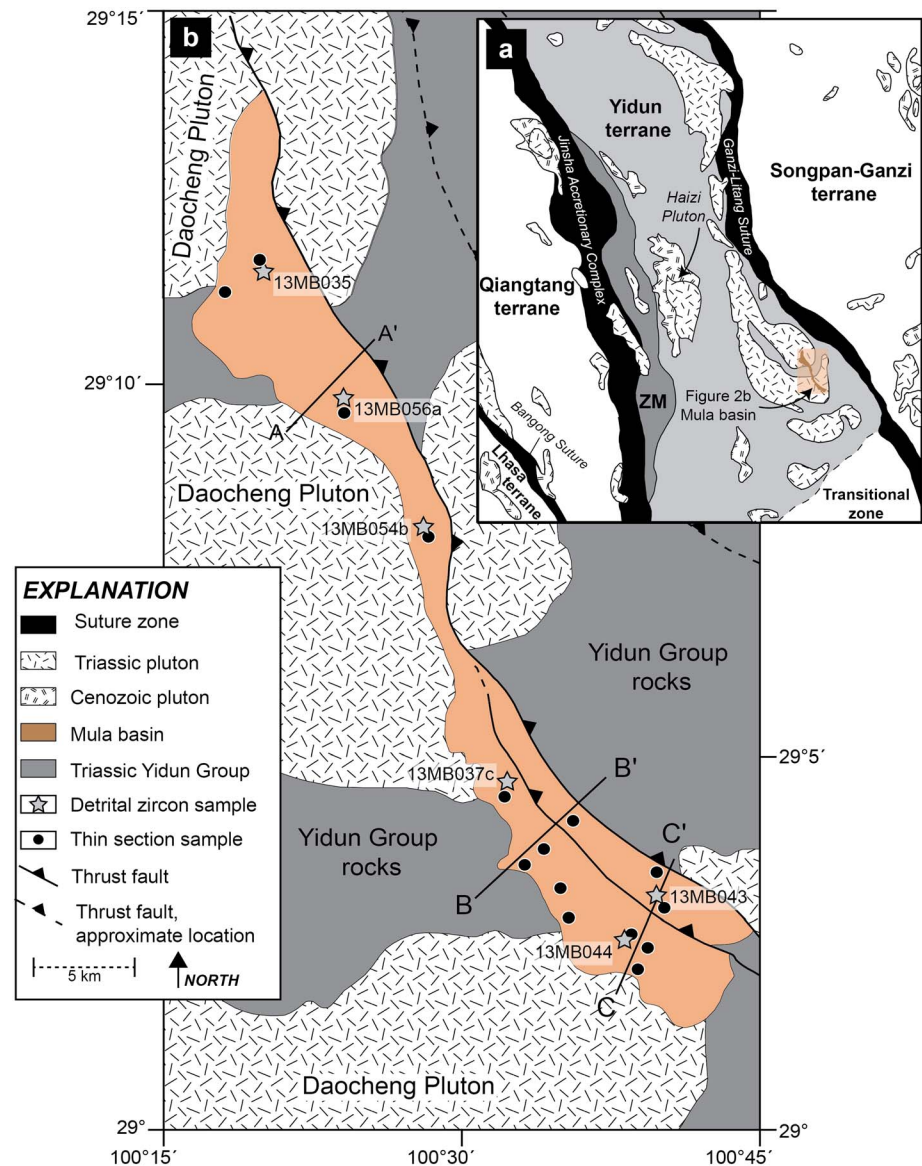 29°15´
b
a
Daocheng Pluton
Yidun
terrane
Jinsha Accretionary Complex
Ganzi-Litang Suture
Songpan-Ganzi
terrane
Haizi
Pluton
Qiangtang
terrane
13MB035
A'
29°10´
ZM
Figure 2b
Mula basin
13MB056a
A
Bangong Suture
Lhasa
terrane
Transitional
zone
Daocheng Pluton
13MB054b
EXPLANATION
Suture zone
Triassic pluton
Cenozoic pluton
Mula basin
Triassic Yidun Group
Detrital zircon sample
Thin section sample
Thrust fault
Thrust fault,
approximate location
5 km
NORTH
Yidun Group
rocks
29°5´
13MB037c
B'
Yidun Group
rocks
C'
B
13MB043
13MB044
C
Daocheng Pluton
29°
29°
100°15´
100°30´
100°45´